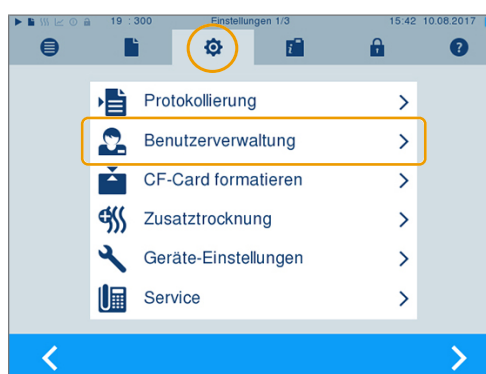 19 : 300 Einstellungen 1/3 15:42 10.08.2017
Protokollierung
Benutzerverwaltung
CF-Card formatieren
Zusatztrocknung
Geräte-Einstellungen
Service